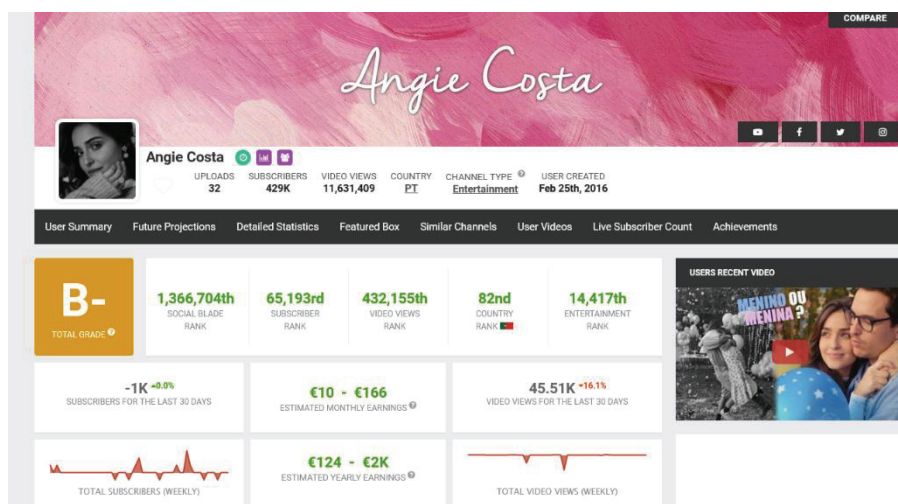 COMPARE
Angie Costa
Angie Costa
UPLOADS SUBSCRIBERS VIDEO VIEWS COUNTRY CHANNEL TYPE USER CREATED
32 429K 11,631,409 PT Entertainment Feb 25th, 2016
User Summary Future Projections Detailed Statistics Featured Box Similar Channels User Videos Live Subscriber Count Achievements
B-
TOTAL GRADE
1,366,704th 65,193rd 432,155th 82nd 14,417th
SOCIAL BLADE SUBSCRIBER VIDEO VIEWS COUNTRY ENTERTAINMENT
RANK RANK RANK RANK RANK
USERS RECENT VIDEO
MENINO OU
MENINA?
-1K 0.0%
SUBSCRIBERS FOR THE LAST 30 DAYS
€10 - €166
ESTIMATED MONTHLY EARNINGS
45.51K -16.1%
VIDEO VIEWS FOR THE LAST 30 DAYS
TOTAL SUBSCRIBERS (WEEKLY)
€124 - €2K
ESTIMATED YEARLY EARNINGS
TOTAL VIDEO VIEWS (WEEKLY)